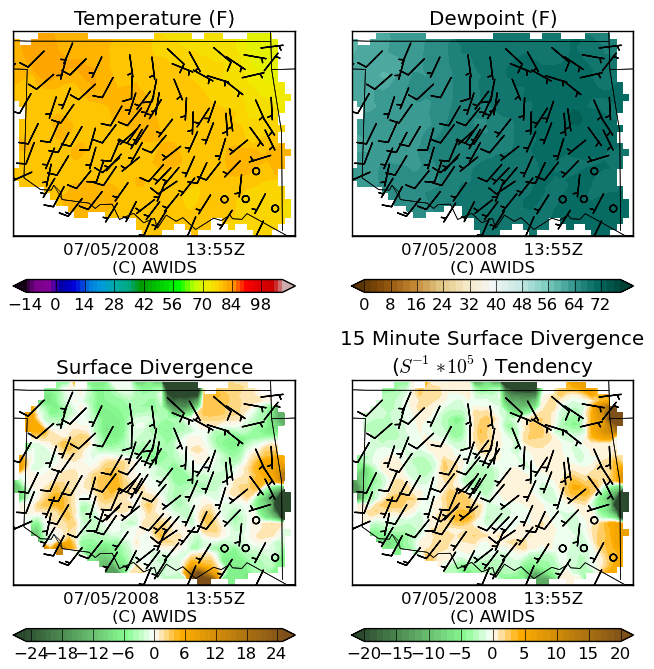 Temperature (F)
Dewpoint (F)
07/05/2008 13:55Z
(C) AWIDS
07/05/2008 13:55Z
(C) AWIDS
−14 0 14 28 42 56 70 84 98
0 8 16 24 32 40 48 56 64 72
Surface Divergence
15 Minute Surface Divergence
(S⁻¹ ∗10⁵ ) Tendency
07/05/2008 13:55Z
(C) AWIDS
07/05/2008 13:55Z
(C) AWIDS
−24 −18 −12 −6 0 6 12 18 24
−20 −15 −10 −5 0 5 10 15 20